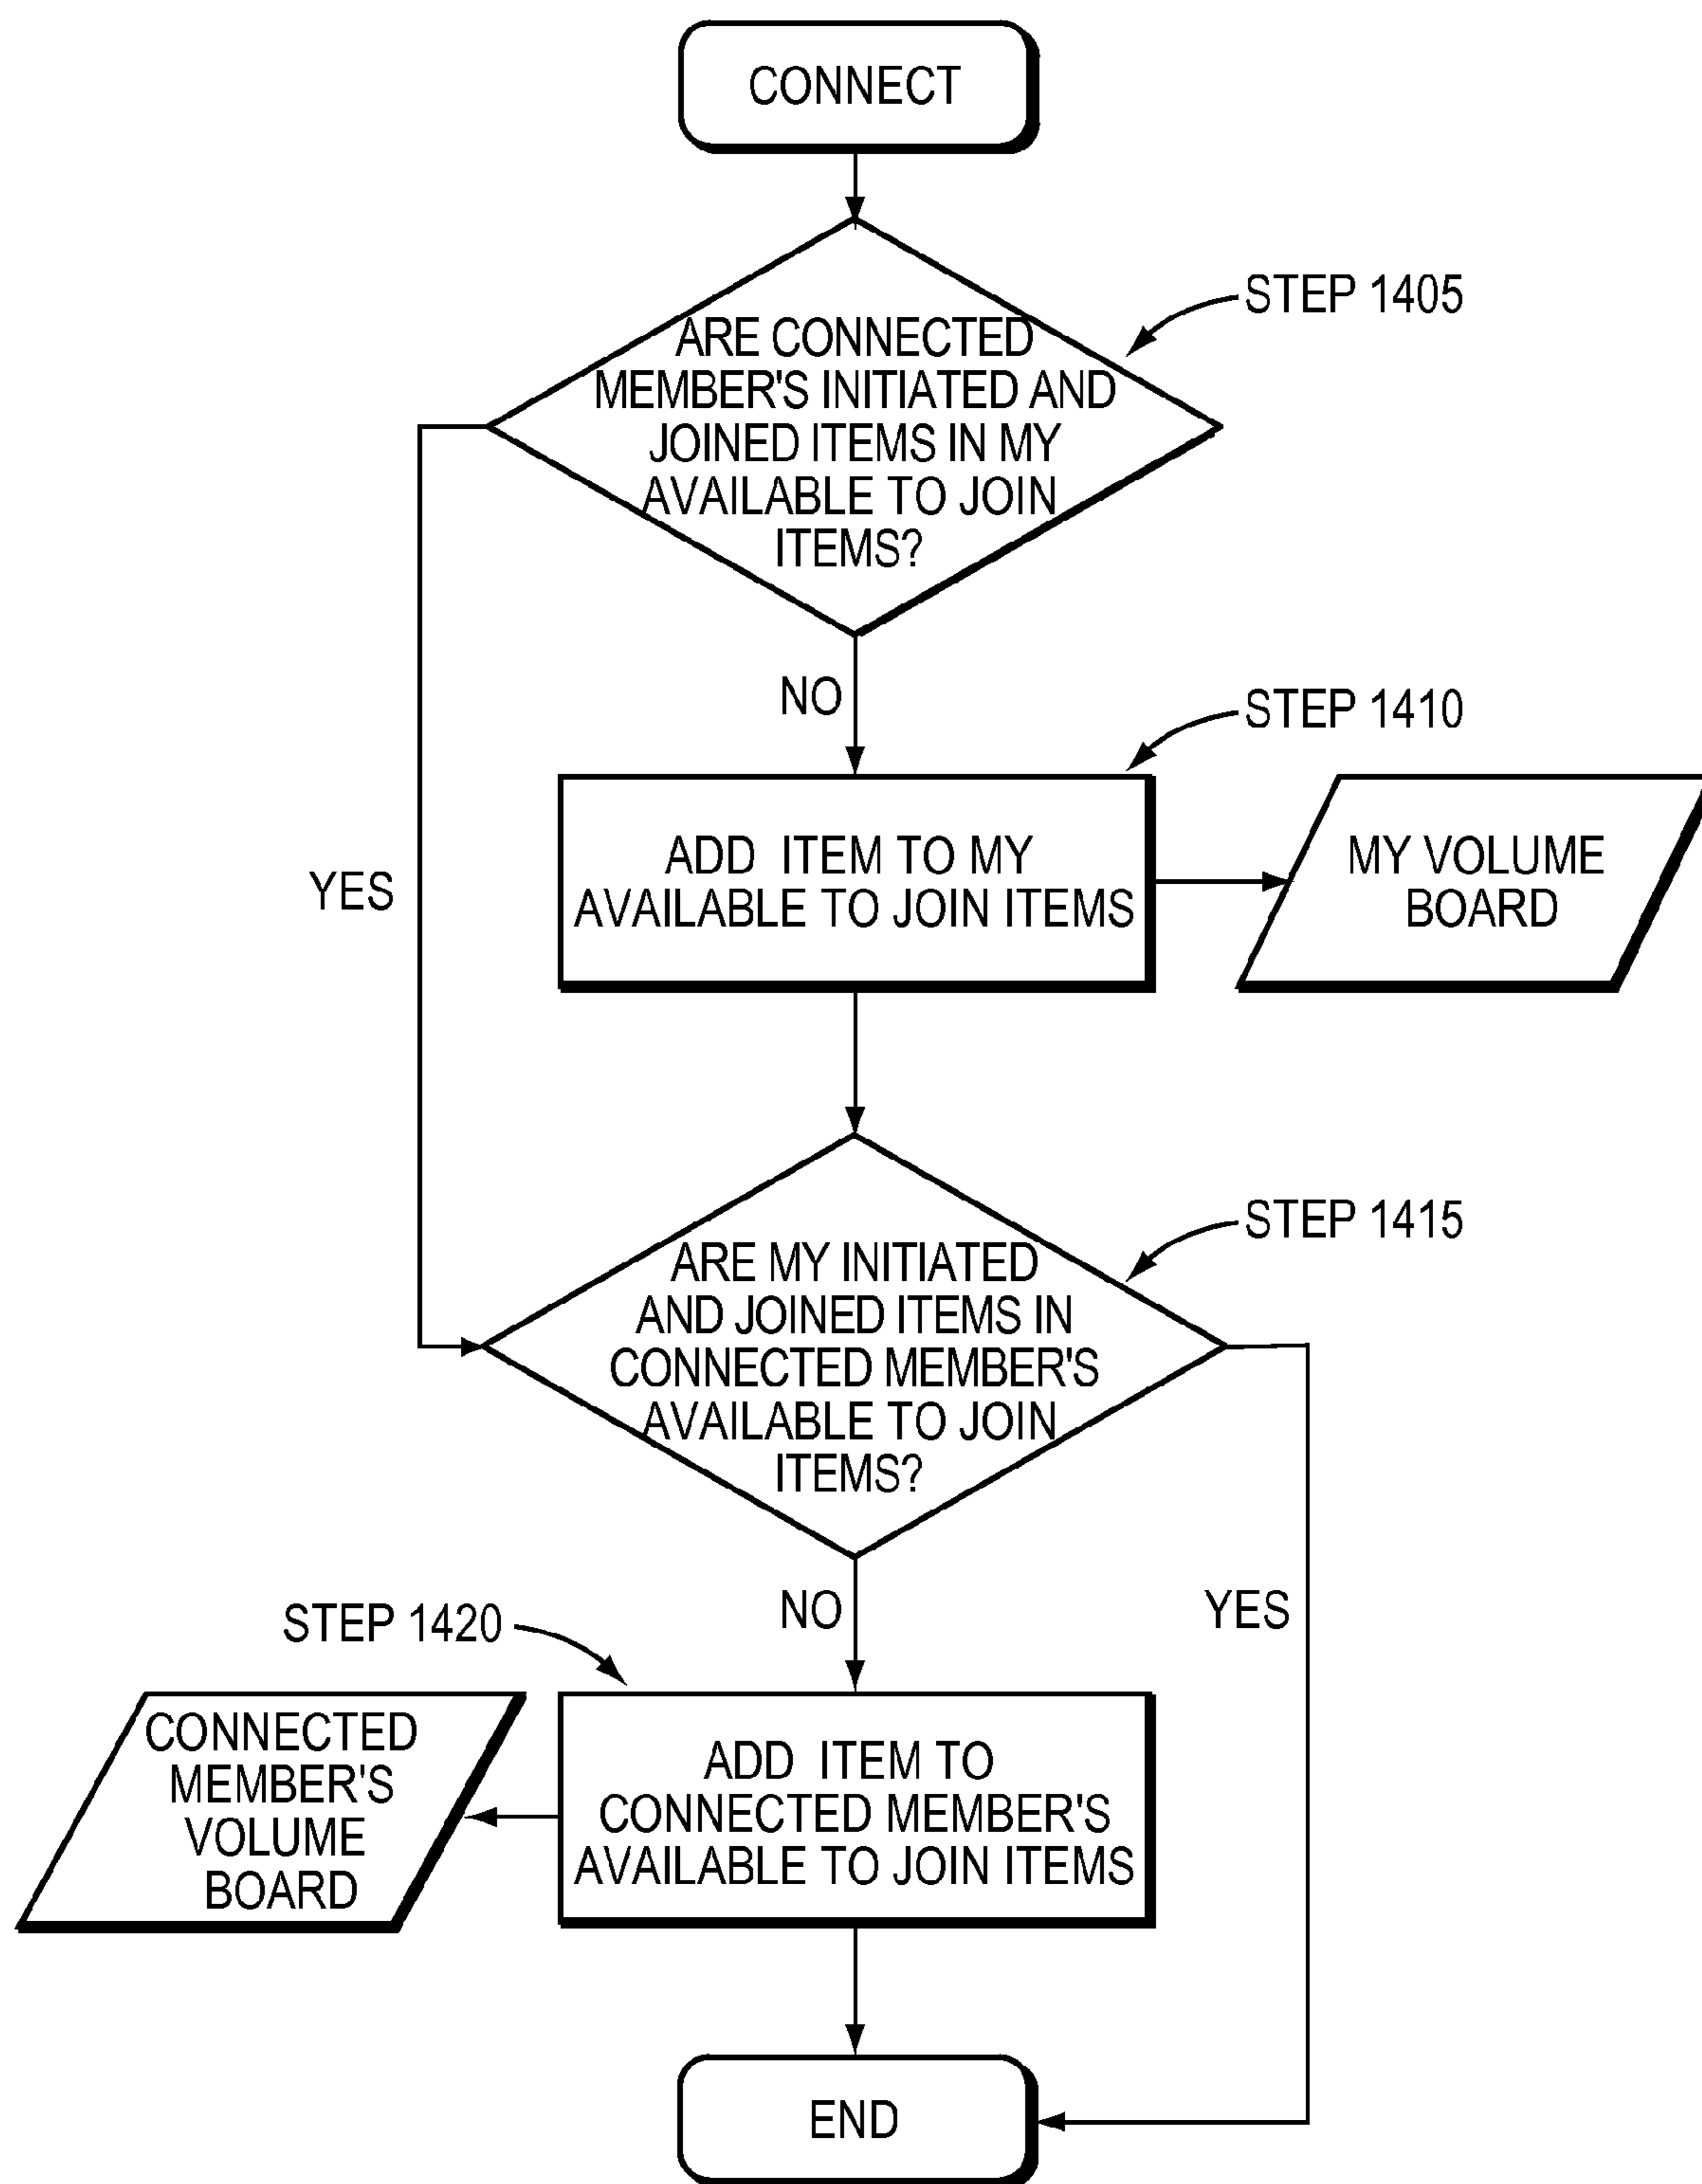 CONNECT
STEP 1405
ARE CONNECTED
MEMBER'S INITIATED AND
JOINED ITEMS IN MY
AVAILABLE TO JOIN
ITEMS?
NO
STEP 1410
YES
ADD ITEM TO MY
AVAILABLE TO JOIN ITEMS
MY VOLUME
BOARD
STEP 1415
ARE MY INITIATED
AND JOINED ITEMS IN
CONNECTED MEMBER'S
AVAILABLE TO JOIN
ITEMS?
NO
YES
STEP 1420
CONNECTED
MEMBER'S
VOLUME
BOARD
ADD ITEM TO
CONNECTED MEMBER'S
AVAILABLE TO JOIN ITEMS
END